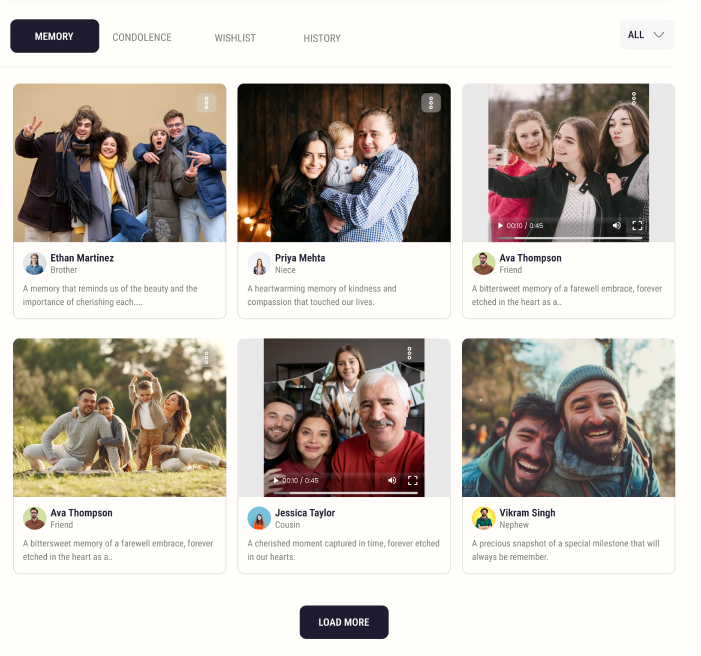 MEMORY
CONDOLENCE
WISHLIST
HISTORY
ALL
Ethan Martinez
Brother
A memory that reminds us of the beauty and the
importance of cherishing each....
Priya Mehta
Niece
A heartwarming memory of kindness and
compassion that touched our lives.
00:10 / 0:45
Ava Thompson
Friend
A bittersweet memory of a farewell embrace, forever
etched in the heart as a..
Ava Thompson
Friend
A bittersweet memory of a farewell embrace, forever
etched in the heart as a..
00:10 / 0:45
Jessica Taylor
Cousin
A cherished moment captured in time, forever etched
in our hearts.
Vikram Singh
Nephew
A precious snapshot of a special milestone that will
always be remember.
LOAD MORE